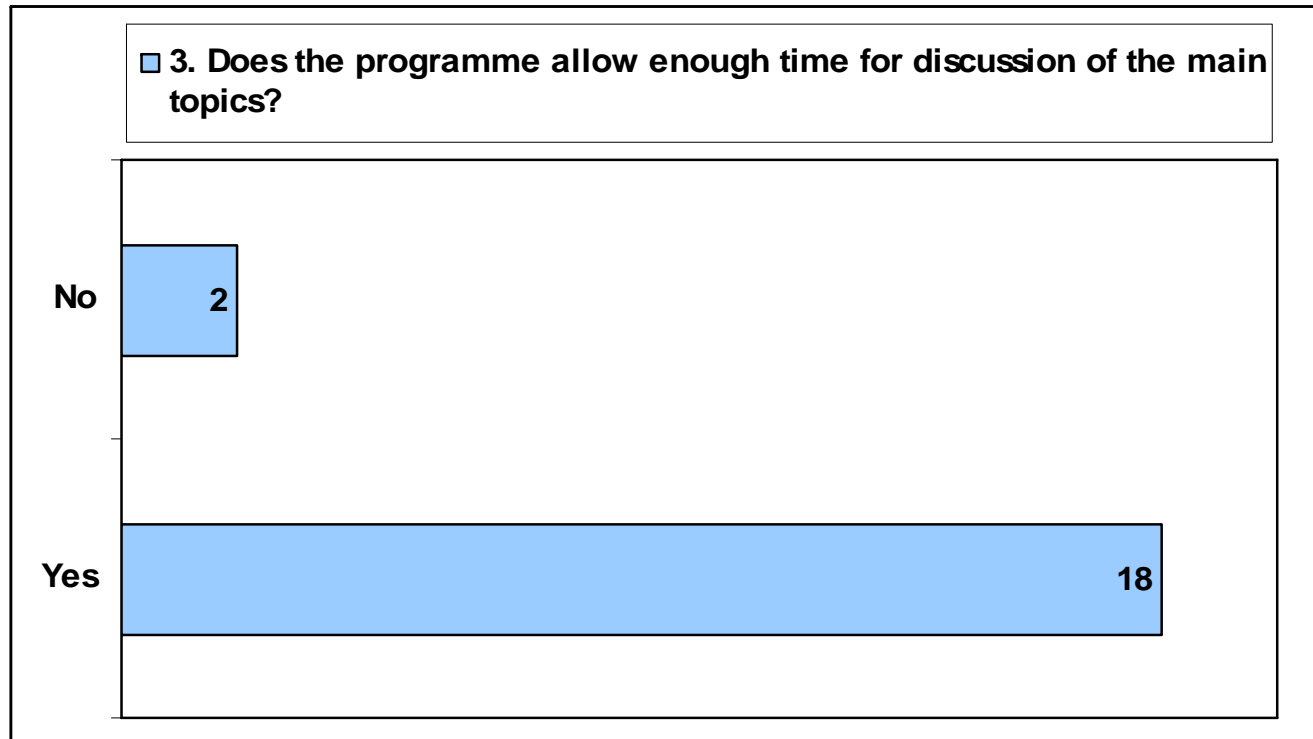 3. Does the programme allow enough time for discussion of the main
topics?
No
2
Yes
18